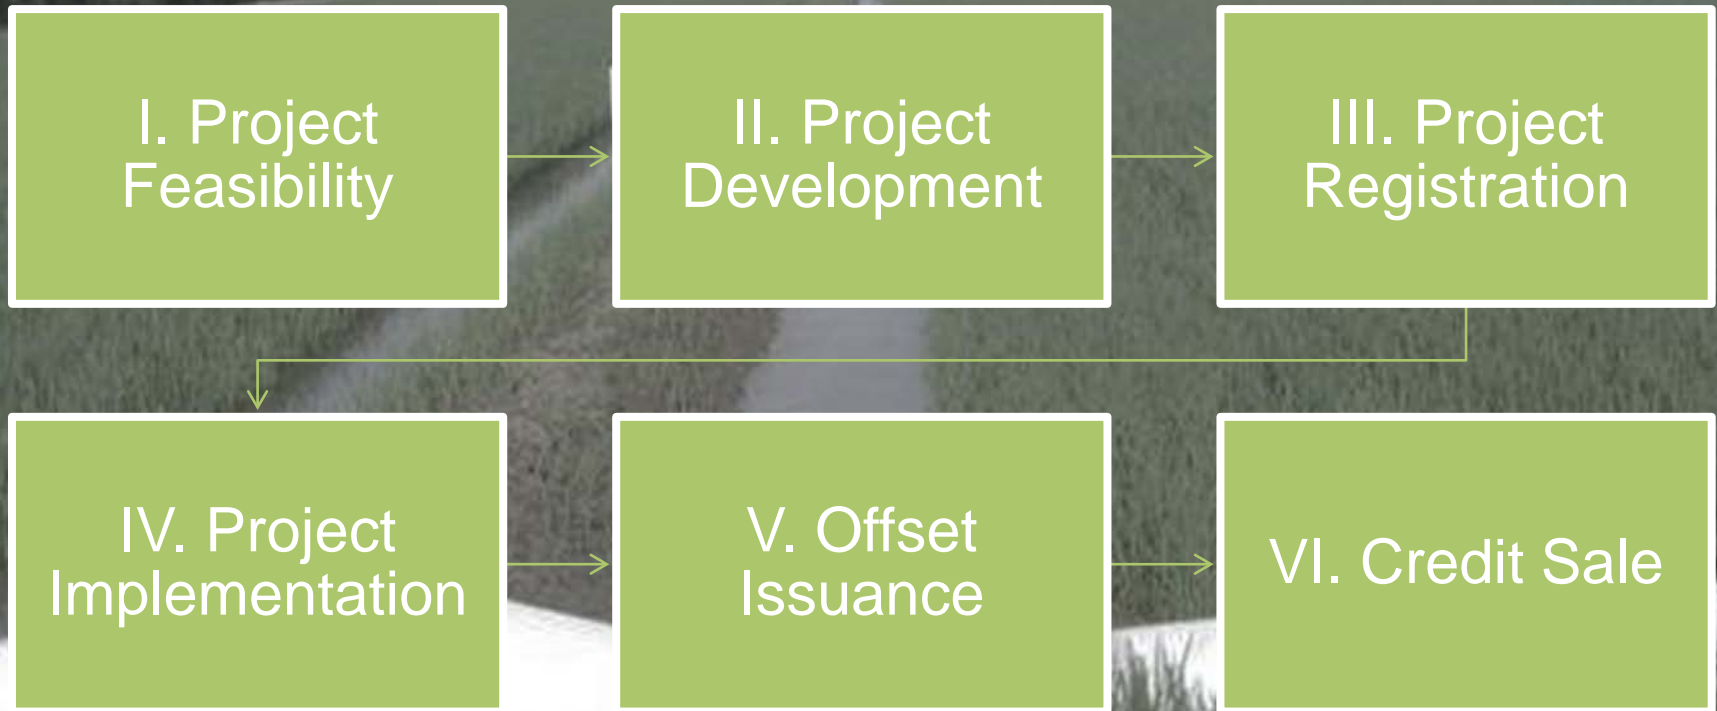 I. Project
Feasibility
II. Project
Development
III. Project
Registration
IV. Project
Implementation
V. Offset
Issuance
VI. Credit Sale